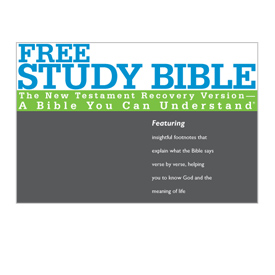 FREE
STUDY BIBLE
The New Testament Recovery Version—
A Bible You Can Understand®
Featuring
insightful footnotes that
explain what the Bible says
verse by verse, helping
you to know God and the
meaning of life